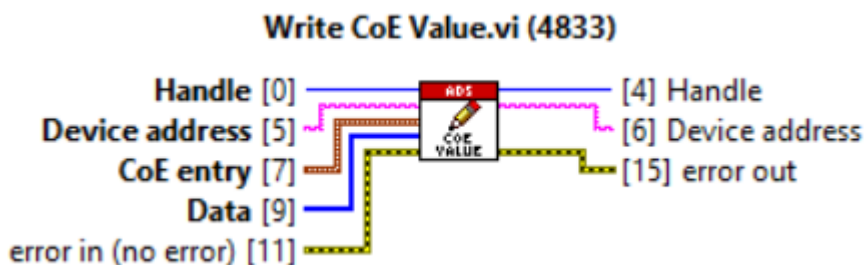 Write CoE Value.vi (4833)
Handle [0]
ADS
[4] Handle
Device address [5]
[6] Device address
CoE entry [7]
COE
VALUE
[15] error out
Data [9]
error in (no error) [11]